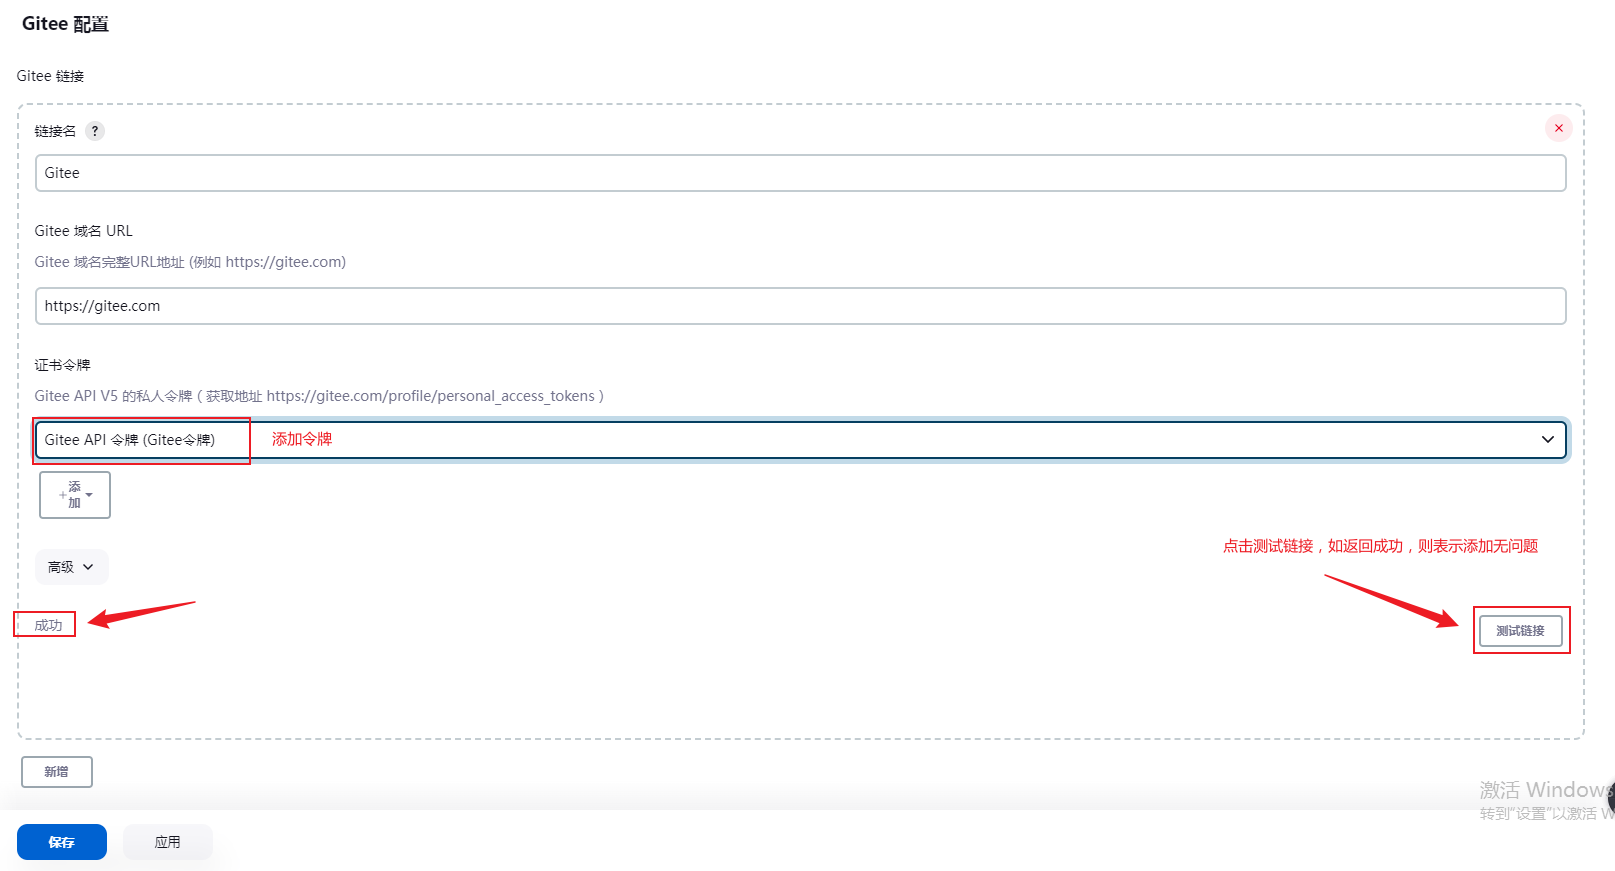 Gitee 配置
Gitee 链接
链接名 ?
Gitee
Gitee 域名 URL
Gitee 域名完整URL地址 (例如 https://gitee.com)
https://gitee.com
证书令牌
Gitee API V5 的私人令牌 ( 获取地址 https://gitee.com/profile/personal_access_tokens )
Gitee API 令牌 (Gitee令牌) 添加令牌
+添
加
点击测试链接，如返回成功，则表示添加无问题
高级
成功
测试链接
新增
激活 Windows
转到"设置"以激活 W
保存 应用